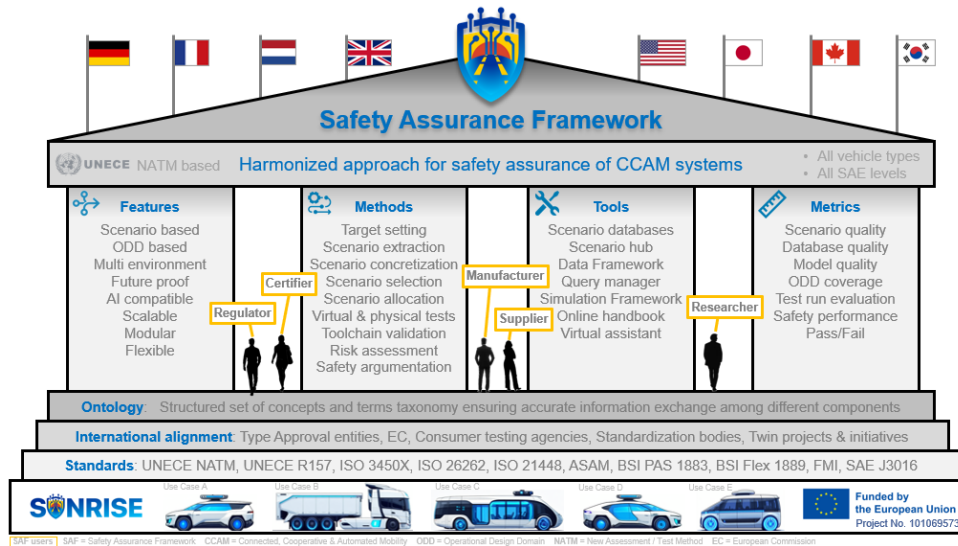 Safety Assurance Framework
UNECE NATM based
Harmonized approach for safety assurance of CCAM systems
• All vehicle types
• All SAE levels
Features
Scenario based
ODD based
Multi environment
Future proof
AI compatible
Scalable
Modular
Flexible
Regulator
Certifier
Methods
Target setting
Scenario extraction
Scenario concretization
Scenario selection
Scenario allocation
Virtual & physical tests
Toolchain validation
Risk assessment
Safety argumentation
Manufacturer
Supplier
Tools
Scenario databases
Scenario hub
Data Framework
Query manager
Simulation Framework
Online handbook
Virtual assistant
Researcher
Metrics
Scenario quality
Database quality
Model quality
ODD coverage
Test run evaluation
Safety performance
Pass/Fail
Ontology: Structured set of concepts and terms taxonomy ensuring accurate information exchange among different components
International alignment: Type Approval entities, EC, Consumer testing agencies, Standardization bodies, Twin projects & initiatives
Standards: UNECE NATM, UNECE R157, ISO 3450X, ISO 26262, ISO 21448, ASAM, BSI PAS 1883, BSI Flex 1889, FMI, SAE J3016
SUNRISE
Use Case A
Use Case B
Use Case C
Use Case D
Use Case E
Funded by
the European Union
Project No. 101069573
SAF users SAF = Safety Assurance Framework CCAM = Connected, Cooperative & Automated Mobility ODD = Operational Design Domain NATM = New Assessment / Test Method EC = European Commission